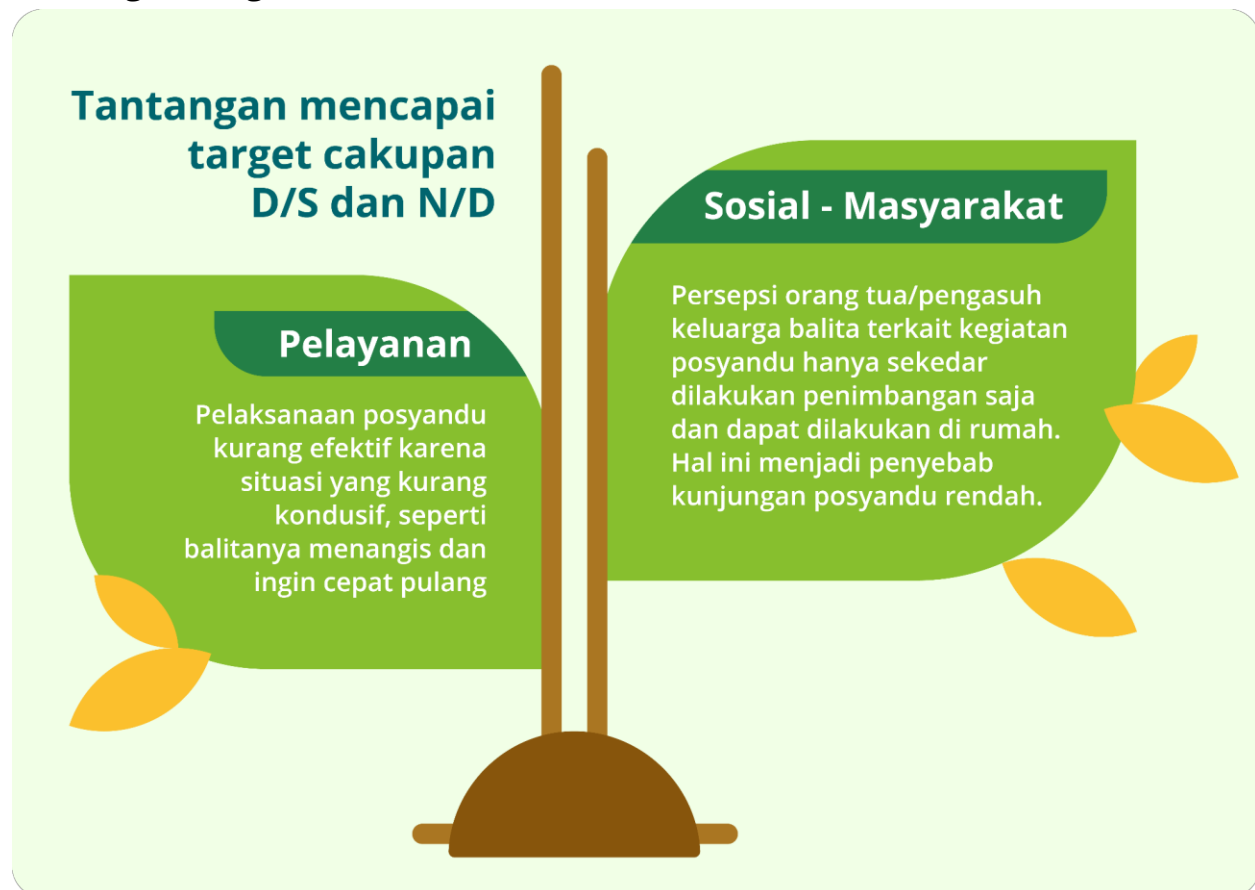 Tantangan mencapai
target cakupan
D/S dan N/D
Pelayanan
Pelaksanaan posyandu
kurang efektif karena
situasi yang kurang
kondusif, seperti
balitanya menangis dan
ingin cepat pulang
Sosial - Masyarakat
Persepsi orang tua/pengasuh
keluarga balita terkait kegiatan
posyandu hanya sekedar
dilakukan penimbangan saja
dan dapat dilakukan di rumah.
Hal ini menjadi penyebab
kunjungan posyandu rendah.